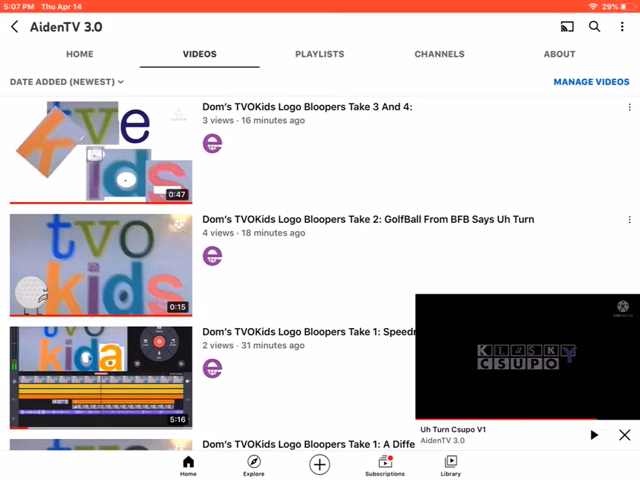 5:07 PM Thu Apr 14
29%
AidenTV 3.0
HOME VIDEOS PLAYLISTS CHANNELS ABOUT
DATE ADDED (NEWEST) MANAGE VIDEOS
Dom's TVOKids Logo Bloopers Take 3 And 4:
3 views · 16 minutes ago
tve
kids
0:47
Dom's TVOKids Logo Bloopers Take 2: GolfBall From BFB Says Uh Turn
4 views · 18 minutes ago
tvo
kids
0:15
Dom's TVOKids Logo Bloopers Take 1: Speedr
2 views · 31 minutes ago
kida
5:16
KLASKY
CSUPO
Uh Turn Csupo V1
AidenTV 3.0
Dom's TVOKids Logo Bloopers Take 1: A Diffe
Home Explore Subscriptions Library